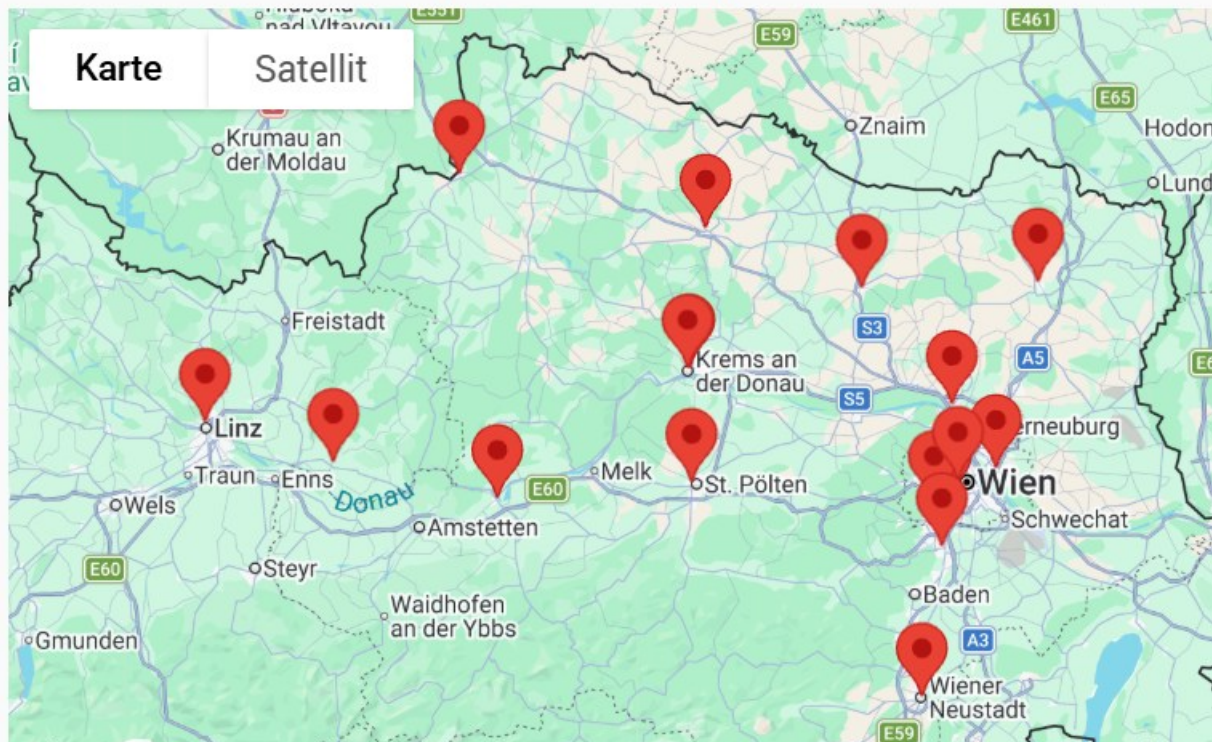 nad Vltavou
E551
E461
E59
Karte
Satellit
E65
Znaim
Hodon
Krumau an
der Moldau
Lund
Freistadt
S3
Krems an
der Donau
A5
S5
Linz
erneuburg
Melk
Traun
Enns
Donau
E60
St. Pölten
Wien
Wels
Amstetten
Schwechat
E60
Steyr
Baden
Waidhofen
an der Ybbs
Gmunden
A3
Wiener
Neustadt
E59